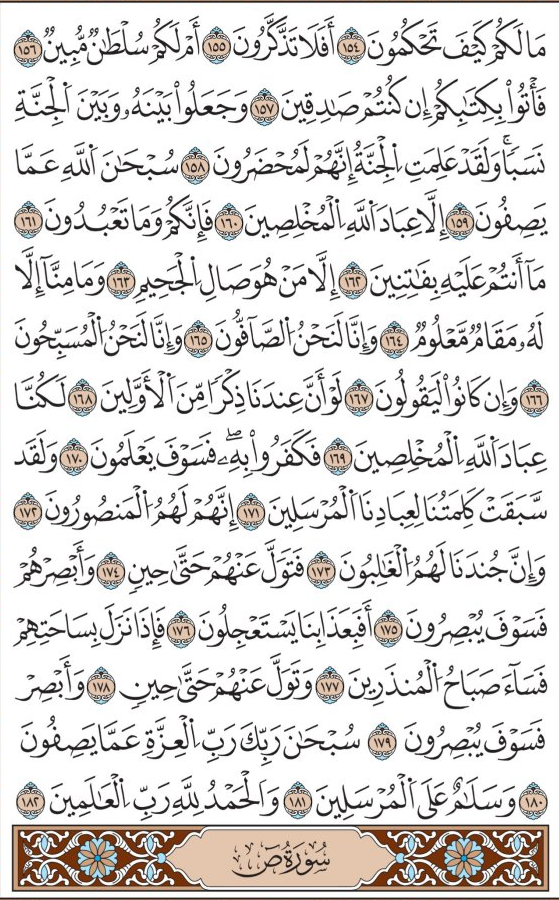 مَا لَكُمْ كَيْفَ تَحْكُمُونَ ١٥٤ أَفَلَا تَذَكَّرُونَ ١٥٥ أَمْ لَكُمْ سُلْطَٰنٌ مُّبِينٌ ١٥٦
فَأْتُوا۟ بِكِتَٰبِكُمْ إِن كُنتُمْ صَٰدِقِينَ ١٥٧ وَجَعَلُوا۟ بَيْنَهُۥ وَبَيْنَ ٱلْجِنَّةِ
نَسَبًا ۚ وَلَقَدْ عَلِمَتِ ٱلْجِنَّةُ إِنَّهُمْ لَمُحْضَرُونَ ١٥٨ سُبْحَٰنَ ٱللَّهِ عَمَّا
يَصِفُونَ ١٥٩ إِلَّا عِبَادَ ٱللَّهِ ٱلْمُخْلَصِينَ ١٦٠ فَإِنَّكُمْ وَمَا تَعْبُدُونَ ١٦١
مَآ أَنتُمْ عَلَيْهِ بِفَٰتِنِينَ ١٦٢ إِلَّا مَنْ هُوَ صَالِ ٱلْجَحِيمِ ١٦٣ وَمَا مِنَّآ إِلَّا
لَهُۥ مَقَامٌ مَّعْلُومٌ ١٦٤ وَإِنَّا لَنَحْنُ ٱلصَّآفُّونَ ١٦٥ وَإِنَّا لَنَحْنُ ٱلْمُسَبِّحُونَ
١٦٦ وَإِن كَانُوا۟ لَيَقُولُونَ ١٦٧ لَوْ أَنَّ عِندَنَا ذِكْرًا مِّنَ ٱلْأَوَّلِينَ ١٦٨ لَكُنَّا
عِبَادَ ٱللَّهِ ٱلْمُخْلَصِينَ ١٦٩ فَكَفَرُوا۟ بِهِۦ ۖ فَسَوْفَ يَعْلَمُونَ ١٧٠ وَلَقَدْ
سَبَقَتْ كَلِمَتُنَا لِعِبَادِنَا ٱلْمُرْسَلِينَ ١٧١ إِنَّهُمْ لَهُمُ ٱلْمَنصُورُونَ ١٧٢
وَإِنَّ جُندَنَا لَهُمُ ٱلْغَٰلِبُونَ ١٧٣ فَتَوَلَّ عَنْهُمْ حَتَّىٰ حِينٍ ١٧٤ وَأَبْصِرْهُمْ
فَسَوْفَ يُبْصِرُونَ ١٧٥ أَفَبِعَذَابِنَا يَسْتَعْجِلُونَ ١٧٦ فَإِذَا نَزَلَ بِسَاحَتِهِمْ
فَسَآءَ صَبَاحُ ٱلْمُنذَرِينَ ١٧٧ وَتَوَلَّ عَنْهُمْ حَتَّىٰ حِينٍ ١٧٨ وَأَبْصِرْ
فَسَوْفَ يُبْصِرُونَ ١٧٩ سُبْحَٰنَ رَبِّكَ رَبِّ ٱلْعِزَّةِ عَمَّا يَصِفُونَ
١٨٠ وَسَلَٰمٌ عَلَى ٱلْمُرْسَلِينَ ١٨١ وَٱلْحَمْدُ لِلَّهِ رَبِّ ٱلْعَٰلَمِينَ ١٨٢
سُورَةُ صٓ